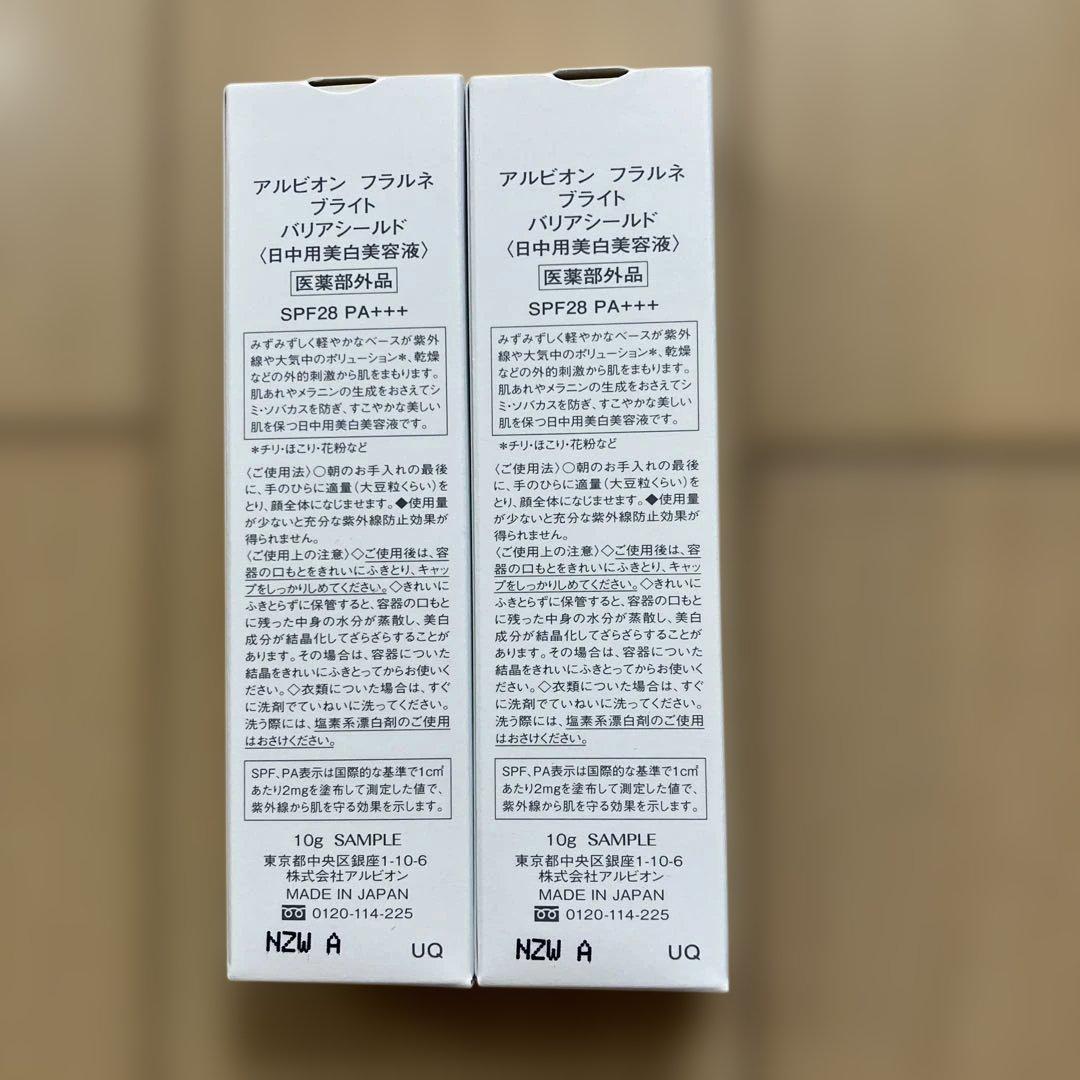 アルビオン フラルネ
ブライト
バリアシールド
〈日中用美白美容液〉
医薬部外品
SPF28 PA+++
みずみずしく軽やかなベースが紫外
線や大気中のポリューション＊、乾燥
などの外的刺激から肌をまもります。
肌あれやメラニンの生成をおさえてシ
ミ・ソバカスを防ぎ、すこやかな美しい
肌を保つ日中用美白美容液です。
＊チリ・ほこり・花粉など
〈ご使用法〉○朝のお手入れの最後
に、手のひらに適量（大豆粒くらい）を
とり、顔全体になじませます。◆使用量
が少ないと充分な紫外線防止効果が
得られません。
〈ご使用上の注意〉◇ご使用後は、容
器の口もとをきれいにふきとり、キャッ
プをしっかりしめてください。◇きれいに
ふきとらずに保管すると、容器の口もと
に残った中身の水分が蒸散し、美白
成分が結晶化してざらざらすることが
あります。その場合は、容器についた
結晶をきれいにふきとってからお使いく
ださい。◇衣類についた場合は、すぐ
に洗剤でていねいに洗ってください。
洗う際には、塩素系漂白剤のご使用
はおさけください。
SPF、PA表示は国際的な基準で1c㎡
あたり2mgを塗布して測定した値で、
紫外線から肌を守る効果を示します。
10g SAMPLE
東京都中央区銀座1-10-6
株式会社アルビオン
MADE IN JAPAN
0120-114-225
NZW A
UQ
アルビオン フラルネ
ブライト
バリアシールド
〈日中用美白美容液〉
医薬部外品
SPF28 PA+++
みずみずしく軽やかなベースが紫外
線や大気中のポリューション＊、乾燥
などの外的刺激から肌をまもります。
肌あれやメラニンの生成をおさえてシ
ミ・ソバカスを防ぎ、すこやかな美しい
肌を保つ日中用美白美容液です。
＊チリ・ほこり・花粉など
〈ご使用法〉○朝のお手入れの最後
に、手のひらに適量（大豆粒くらい）を
とり、顔全体になじませます。◆使用量
が少ないと充分な紫外線防止効果が
得られません。
〈ご使用上の注意〉◇ご使用後は、容
器の口もとをきれいにふきとり、キャッ
プをしっかりしめてください。◇きれいに
ふきとらずに保管すると、容器の口もと
に残った中身の水分が蒸散し、美白
成分が結晶化してざらざらすることが
あります。その場合は、容器についた
結晶をきれいにふきとってからお使いく
ださい。◇衣類についた場合は、すぐ
に洗剤でていねいに洗ってください。
洗う際には、塩素系漂白剤のご使用
はおさけください。
SPF、PA表示は国際的な基準で1c㎡
あたり2mgを塗布して測定した値で、
紫外線から肌を守る効果を示します。
10g SAMPLE
東京都中央区銀座1-10-6
株式会社アルビオン
MADE IN JAPAN
0120-114-225
NZW A
UQ